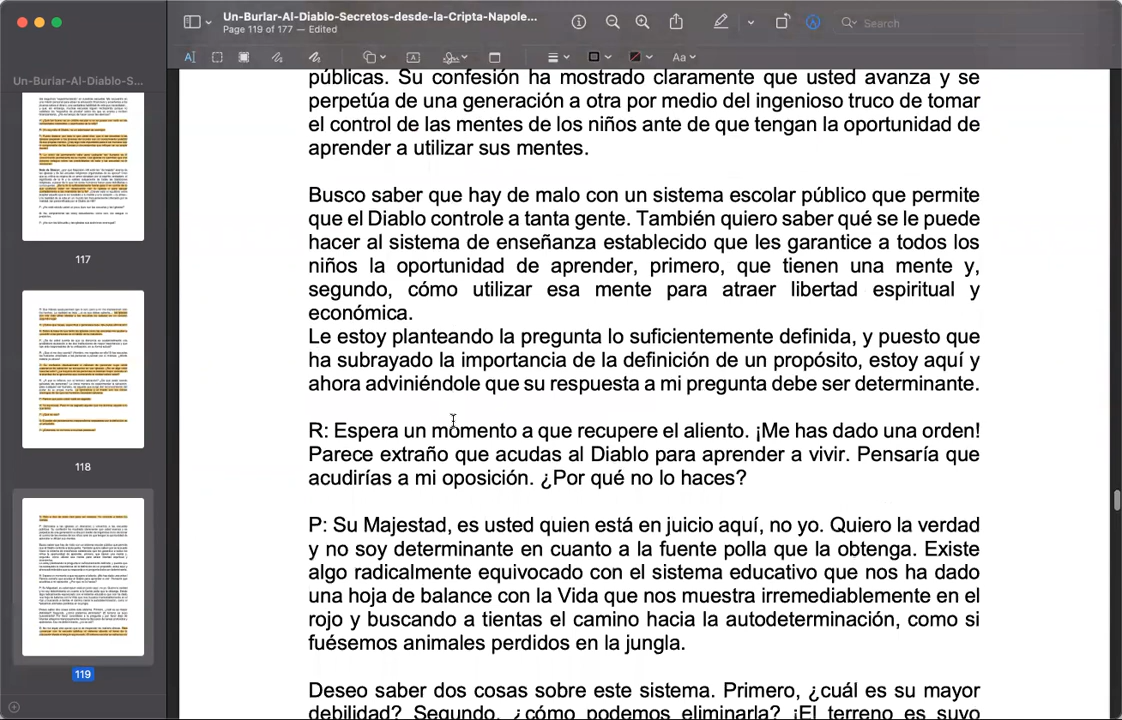 Un-Burlar-Al-Diablo-Secretos-desde-la-Cripta-Napole...
Page 119 of 177 — Edited
Search
Aa
Un-Burlar-Al-Diablo-S...
117
118
119
públicas. Su confesión ha mostrado claramente que usted avanza y se
perpetúa de una generación a otra por medio del ingenioso truco de tomar
el control de las mentes de los niños ante de que tengan la oportunidad de
aprender a utilizar sus mentes.
Busco saber que hay de malo con un sistema escolar público que permite
que el Diablo controle a tanta gente. También quiero saber qué se le puede
hacer al sistema de enseñanza establecido que les garantice a todos los
niños la oportunidad de aprender, primero, que tienen una mente y,
segundo, cómo utilizar esa mente para atraer libertad espiritual y
económica.
Le estoy planteando la pregunta lo suficientemente definida, y puesto que
ha subrayado la importancia de la definición de un propósito, estoy aquí y
ahora adviniéndole que su respuesta a mi pregunta debe ser determinante.
R: Espera un momento a que recupere el aliento. ¡Me has dado una orden!
Parece extraño que acudas al Diablo para aprender a vivir. Pensaría que
acudirías a mi oposición. ¿Por qué no lo haces?
P: Su Majestad, es usted quien está en juicio aquí, no yo. Quiero la verdad
y no soy determinante en cuanto a la fuente polla que la obtenga. Existe
algo radicalmente equivocado con el sistema educativo que nos ha dado
una hoja de balance con la Vida que nos muestra irremediablemente en el
rojo y buscando a tientas el camino hacia la autodeterminación, como si
fuésemos animales perdidos en la jungla.
Deseo saber dos cosas sobre este sistema. Primero, ¿cuál es su mayor
debilidad? Segundo, ¿cómo podemos eliminarla? ¡El terreno es suyo